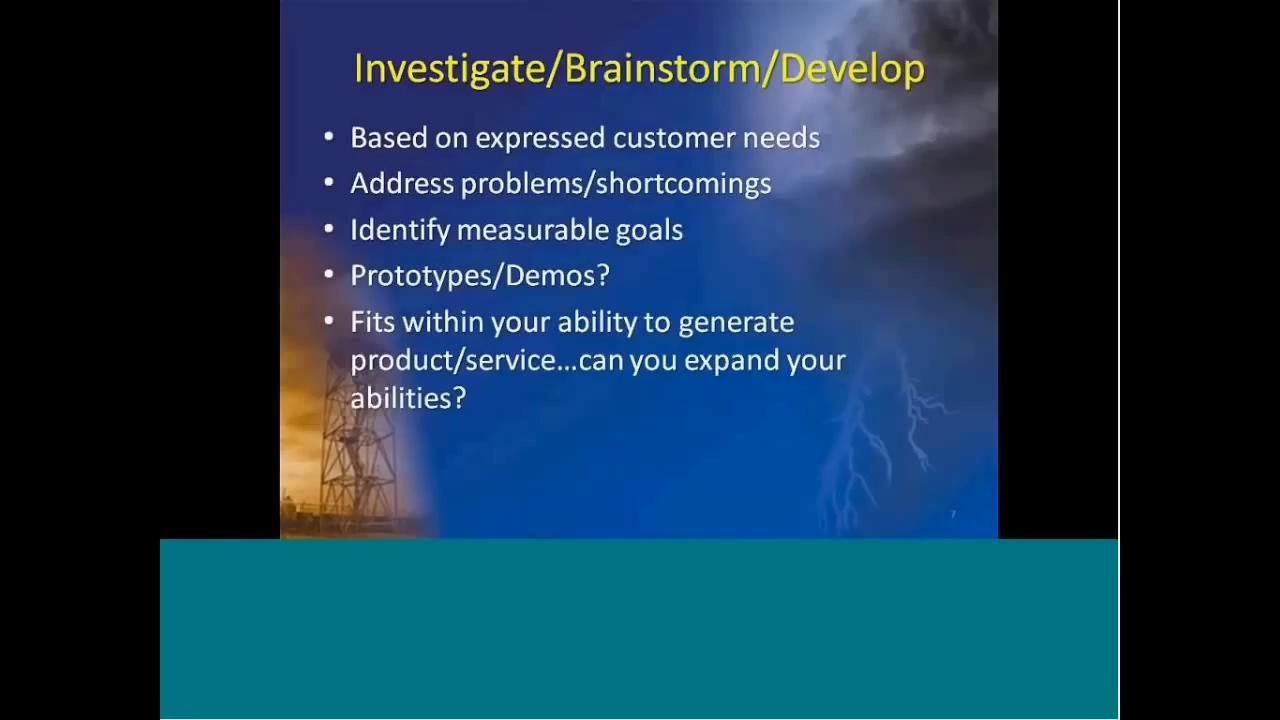 Investigate/Brainstorm/Develop
• Based on expressed customer needs
• Address problems/shortcomings
• Identify measurable goals
• Prototypes/Demos?
• Fits within your ability to generate
product/service...can you expand your
abilities?
7